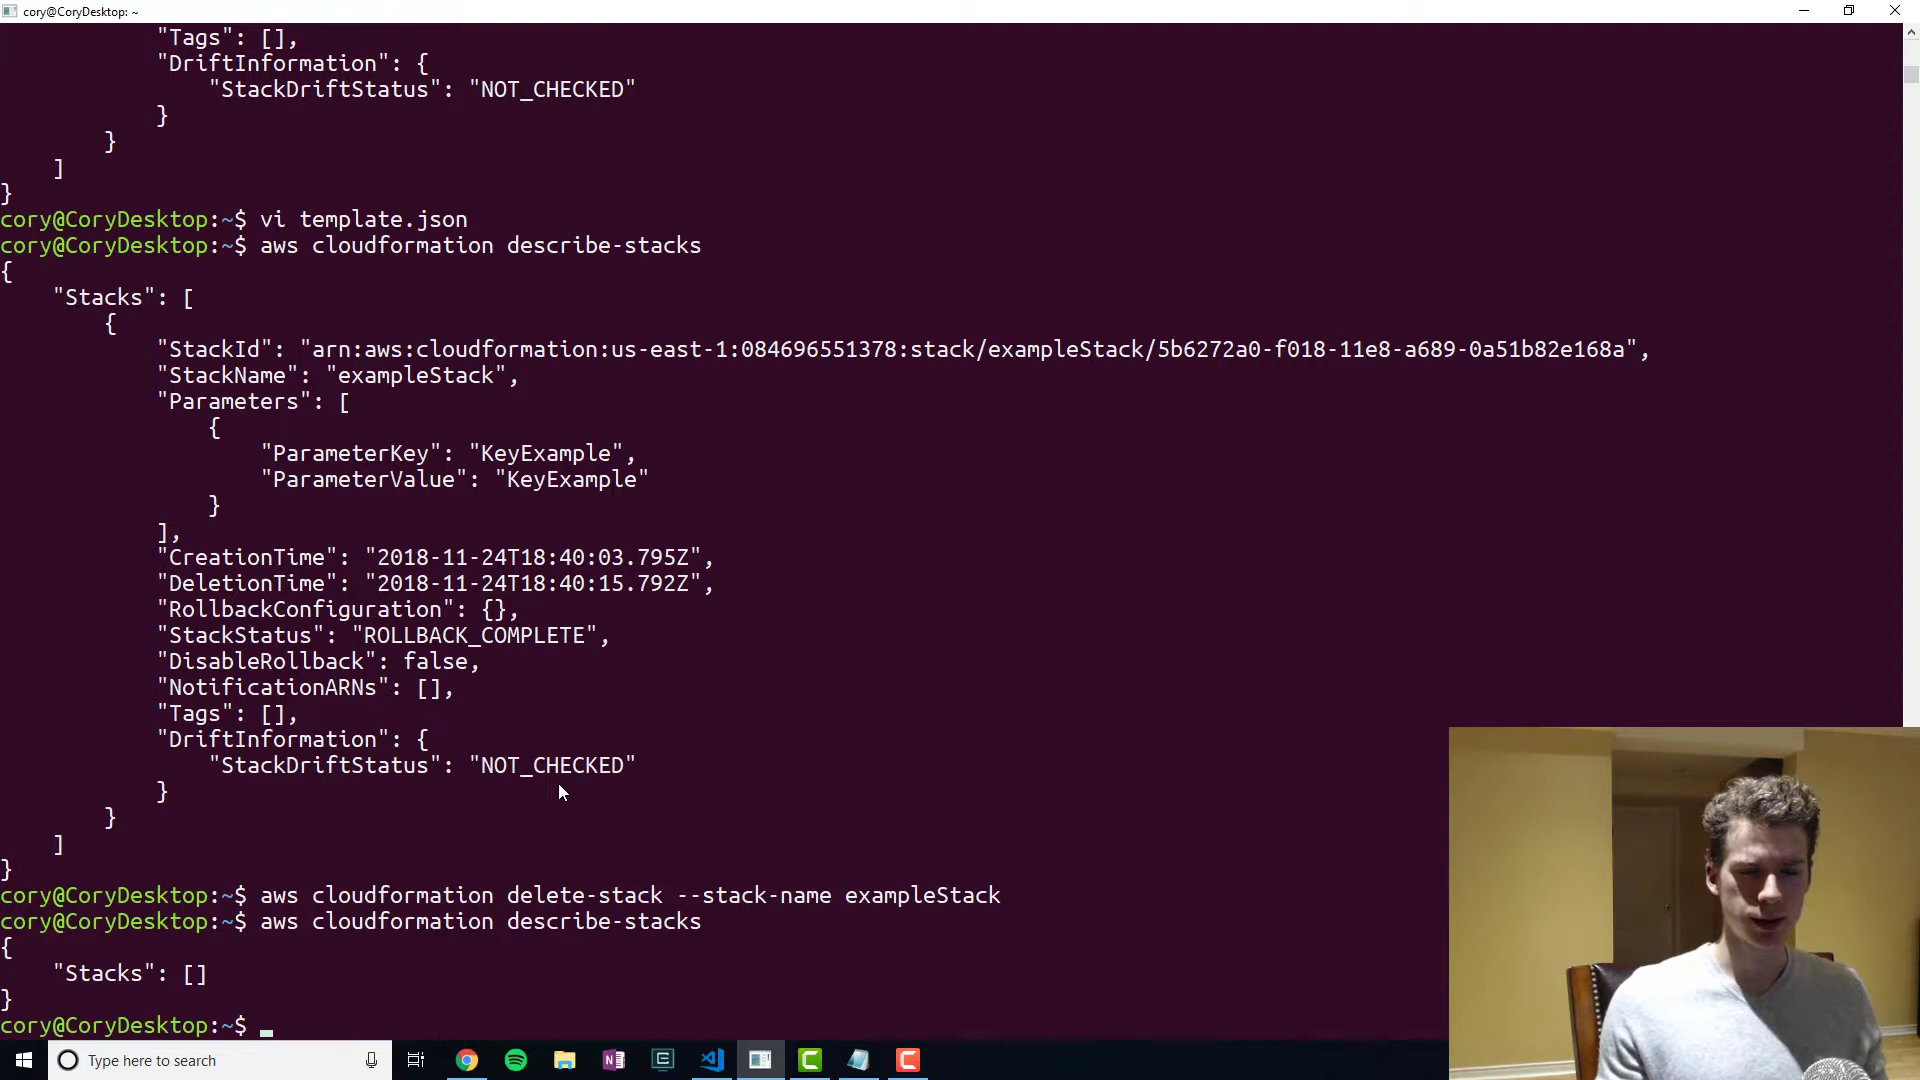 cory@CoryDesktop: ~
"Tags": [],
"DriftInformation": {
"StackDriftStatus": "NOT_CHECKED"
}
}
]
}
cory@CoryDesktop:~$ vi template.json
cory@CoryDesktop:~$ aws cloudformation describe-stacks
{
"Stacks": [
{
"StackId": "arn:aws:cloudformation:us-east-1:084696551378:stack/exampleStack/5b6272a0-f018-11e8-a689-0a51b82e168a",
"StackName": "exampleStack",
"Parameters": [
{
"ParameterKey": "KeyExample",
"ParameterValue": "KeyExample"
}
],
"CreationTime": "2018-11-24T18:40:03.795Z",
"DeletionTime": "2018-11-24T18:40:15.792Z",
"RollbackConfiguration": {},
"StackStatus": "ROLLBACK_COMPLETE",
"DisableRollback": false,
"NotificationARNs": [],
"Tags": [],
"DriftInformation": {
"StackDriftStatus": "NOT_CHECKED"
}
}
]
}
cory@CoryDesktop:~$ aws cloudformation delete-stack --stack-name exampleStack
cory@CoryDesktop:~$ aws cloudformation describe-stacks
{
"Stacks": []
}
cory@CoryDesktop:~$
Type here to search